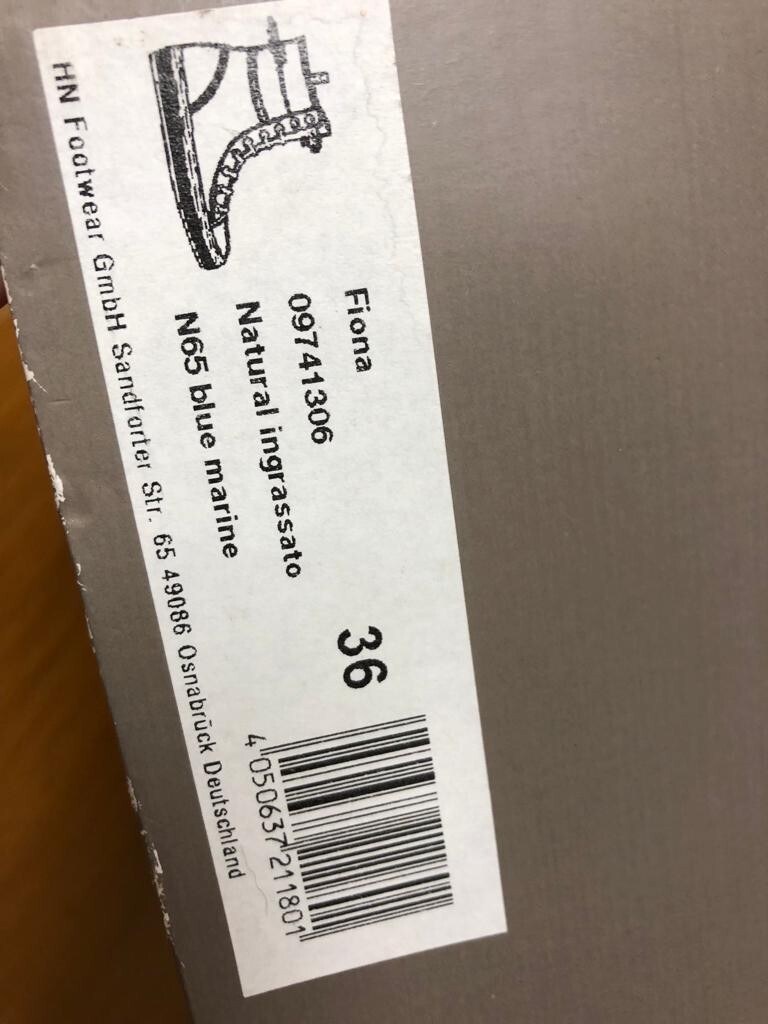 Fiona
09741306
Natural ingrassato
N65 blue marine
36
4 050637 211801
HN Footwear GmbH Sandforter Str. 65 49086 Osnabrück Deutschland